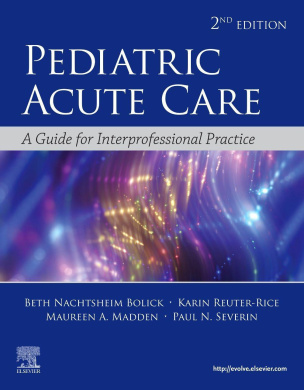 2ND EDITION
PEDIATRIC
ACUTE CARE
A Guide for Interprofessional Practice
BETH NACHTSHEIM BOLICK · KARIN REUTER-RICE
MAUREEN A. MADDEN · PAUL N. SEVERIN
ELSEVIER
http://evolve.elsevier.com